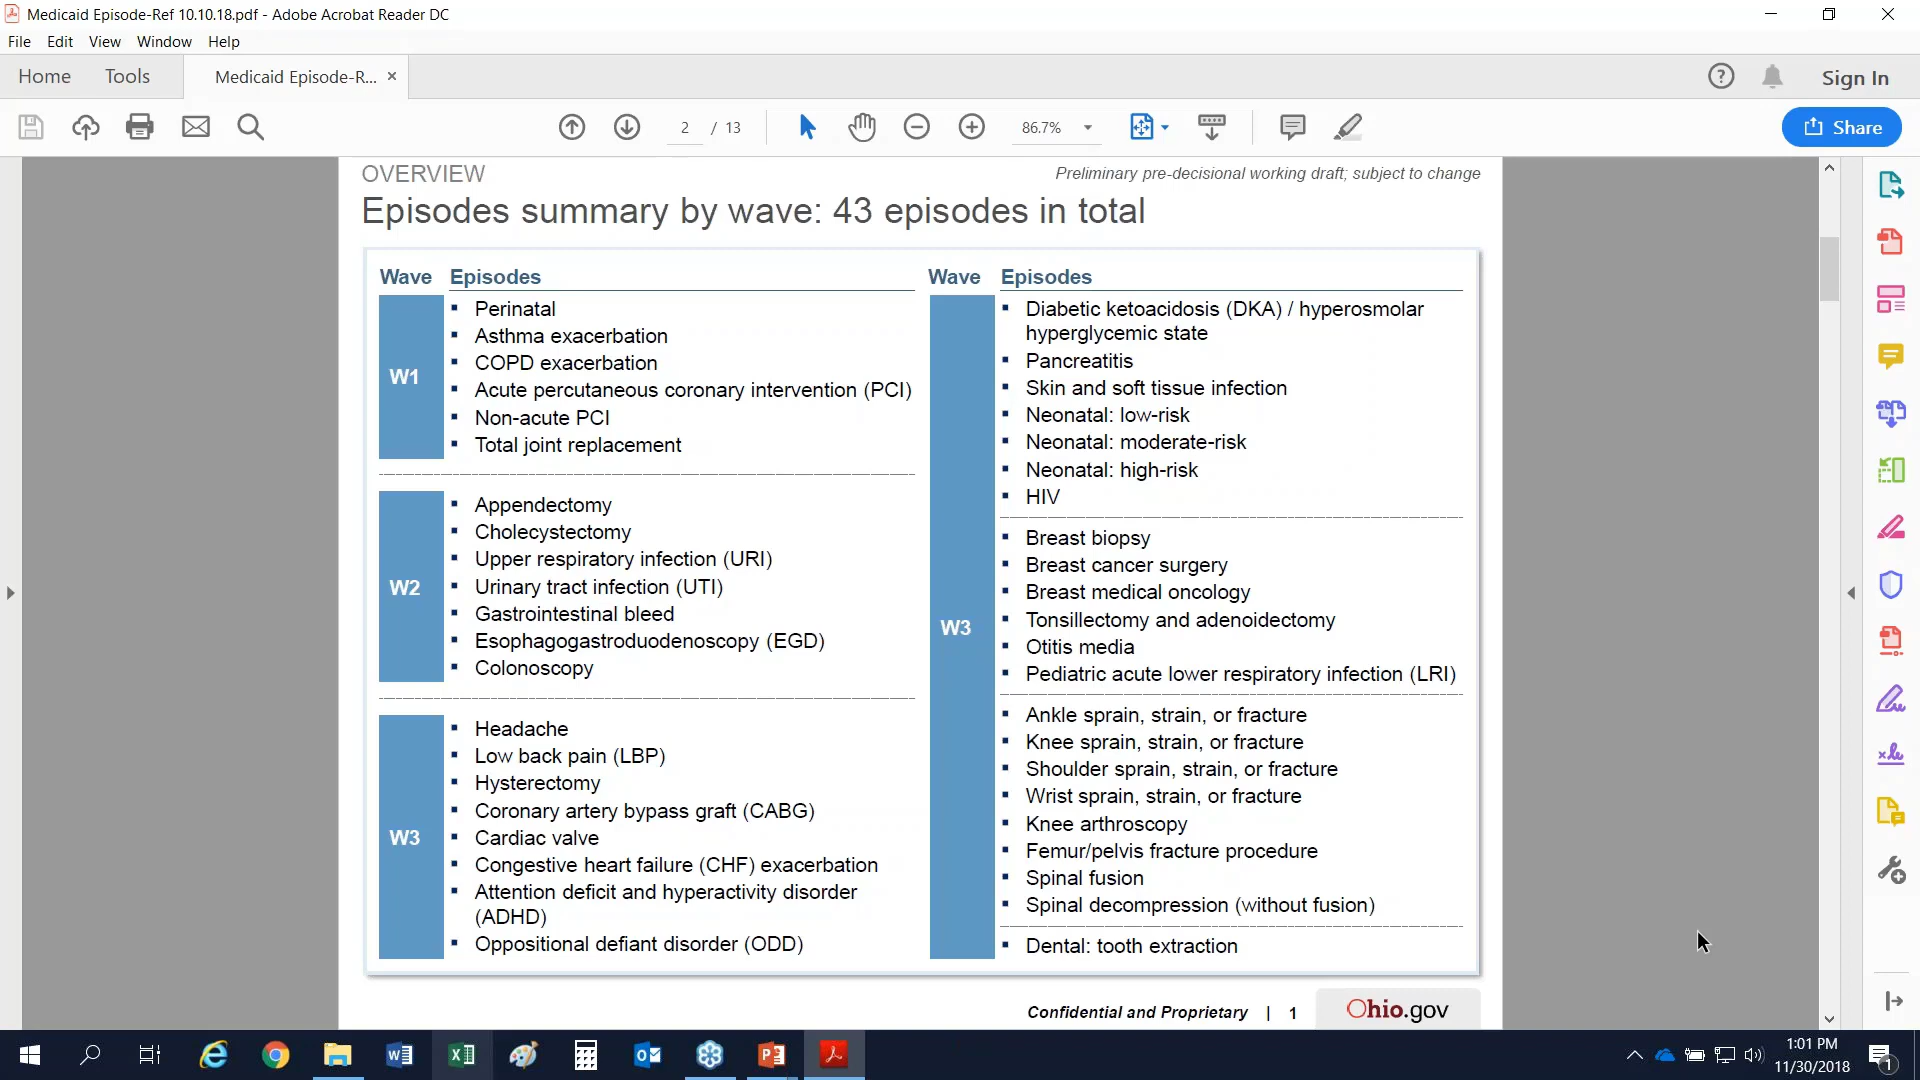 Medicaid Episode-Ref 10.10.18.pdf - Adobe Acrobat Reader DC
File Edit View Window Help
Home Tools Medicaid Episode-R... × Sign In
2 / 13 86.7% Share
OVERVIEW
Preliminary pre-decisional working draft; subject to change
Episodes summary by wave: 43 episodes in total
Wave Episodes
W1
Perinatal
Asthma exacerbation
COPD exacerbation
Acute percutaneous coronary intervention (PCI)
Non-acute PCI
Total joint replacement
W2
Appendectomy
Cholecystectomy
Upper respiratory infection (URI)
Urinary tract infection (UTI)
Gastrointestinal bleed
Esophagogastroduodenoscopy (EGD)
Colonoscopy
W3
Headache
Low back pain (LBP)
Hysterectomy
Coronary artery bypass graft (CABG)
Cardiac valve
Congestive heart failure (CHF) exacerbation
Attention deficit and hyperactivity disorder
(ADHD)
Oppositional defiant disorder (ODD)
Wave Episodes
W3
Diabetic ketoacidosis (DKA) / hyperosmolar
hyperglycemic state
Pancreatitis
Skin and soft tissue infection
Neonatal: low-risk
Neonatal: moderate-risk
Neonatal: high-risk
HIV
Breast biopsy
Breast cancer surgery
Breast medical oncology
Tonsillectomy and adenoidectomy
Otitis media
Pediatric acute lower respiratory infection (LRI)
Ankle sprain, strain, or fracture
Knee sprain, strain, or fracture
Shoulder sprain, strain, or fracture
Wrist sprain, strain, or fracture
Knee arthroscopy
Femur/pelvis fracture procedure
Spinal fusion
Spinal decompression (without fusion)
Dental: tooth extraction
Confidential and Proprietary | 1
Ohio.gov
1:01 PM
11/30/2018
1